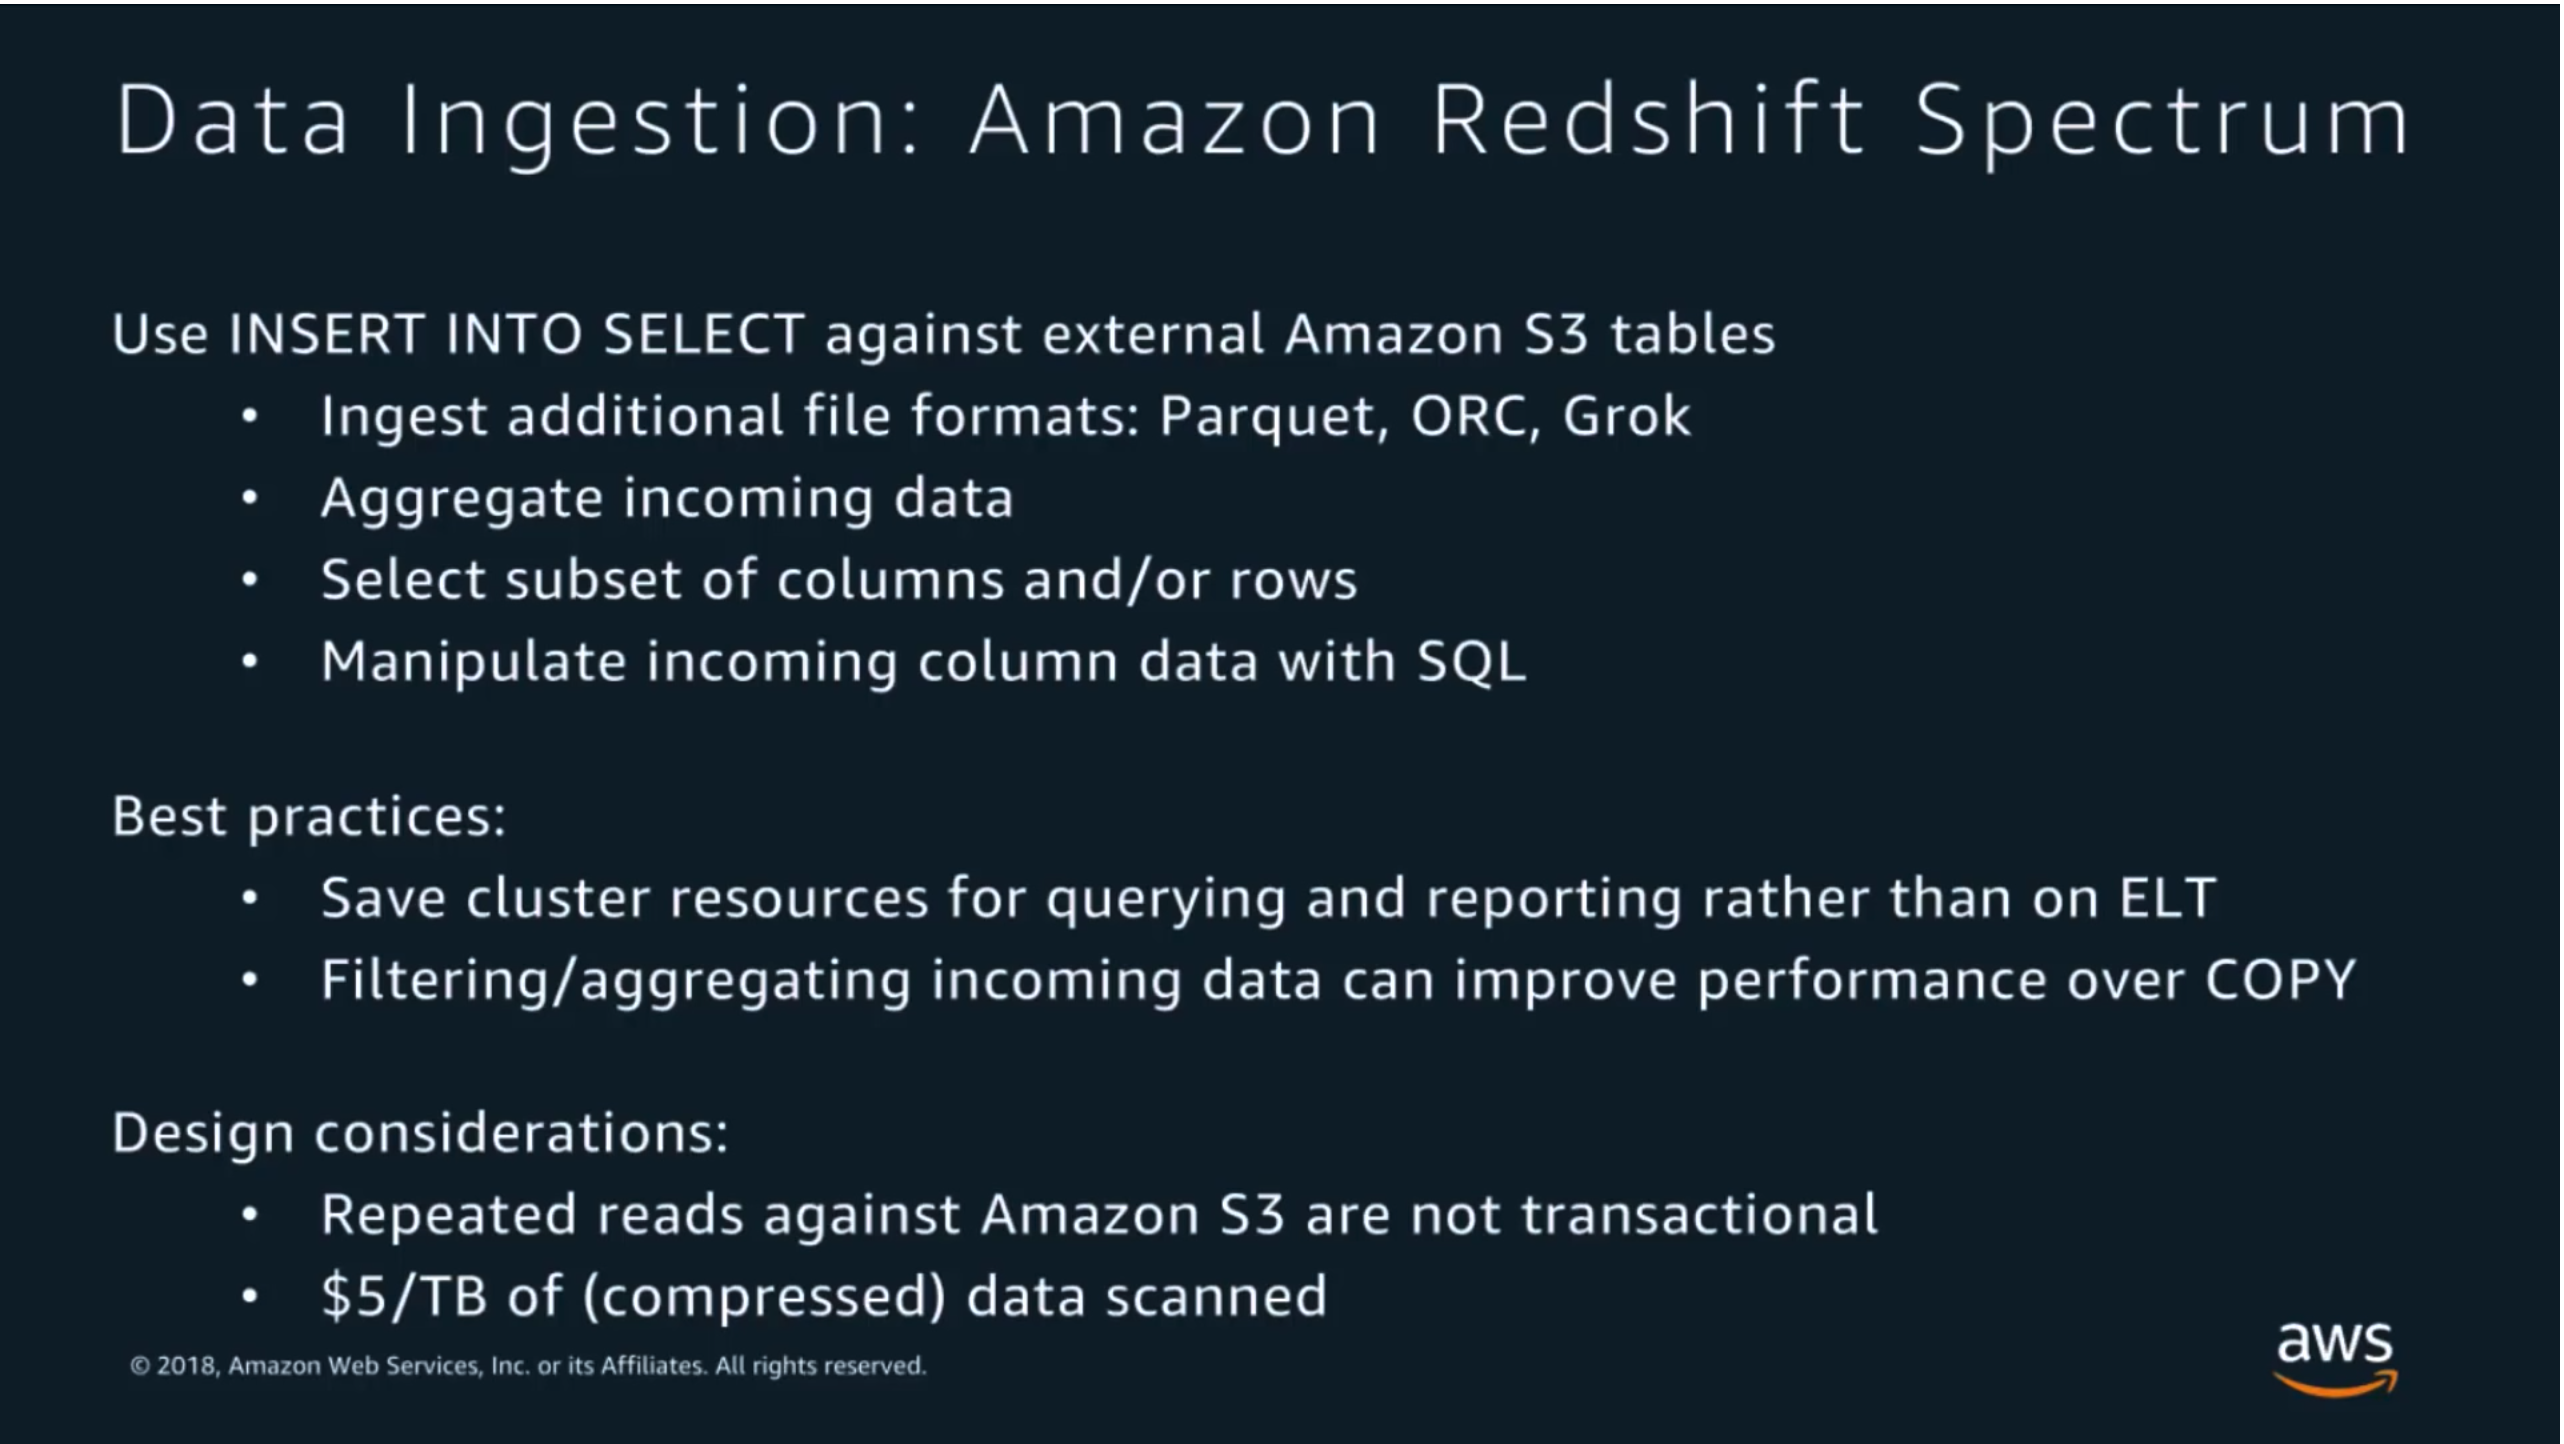 Data Ingestion: Amazon Redshift Spectrum
Use INSERT INTO SELECT against external Amazon S3 tables
• Ingest additional file formats: Parquet, ORC, Grok
• Aggregate incoming data
• Select subset of columns and/or rows
• Manipulate incoming column data with SQL
Best practices:
• Save cluster resources for querying and reporting rather than on ELT
• Filtering/aggregating incoming data can improve performance over COPY
Design considerations:
• Repeated reads against Amazon S3 are not transactional
• $5/TB of (compressed) data scanned
© 2018, Amazon Web Services, Inc. or its Affiliates. All rights reserved.
aws